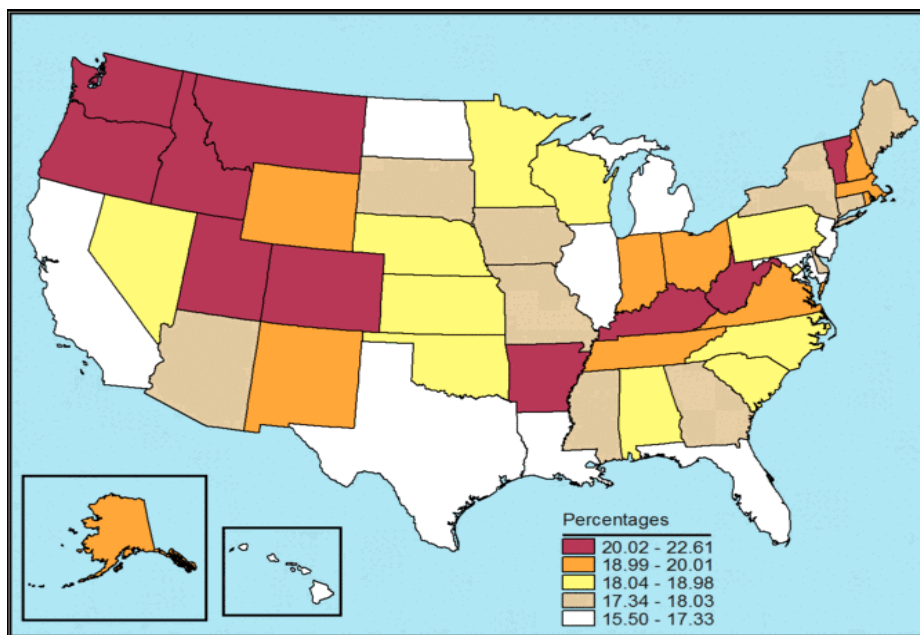 Percentages
20.02 - 22.61
18.99 - 20.01
18.04 - 18.98
17.34 - 18.03
15.50 - 17.33